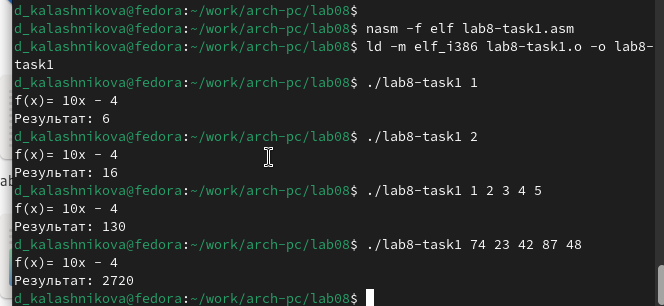 d_kalashnikova@fedora:~/work/arch-pc/lab08$
d_kalashnikova@fedora:~/work/arch-pc/lab08$ nasm -f elf lab8-task1.asm
d_kalashnikova@fedora:~/work/arch-pc/lab08$ ld -m elf_i386 lab8-task1.o -o lab8-
task1
d_kalashnikova@fedora:~/work/arch-pc/lab08$ ./lab8-task1 1
f(x)= 10x - 4
Результат: 6
d_kalashnikova@fedora:~/work/arch-pc/lab08$ ./lab8-task1 2
f(x)= 10x - 4
Результат: 16
d_kalashnikova@fedora:~/work/arch-pc/lab08$ ./lab8-task1 1 2 3 4 5
f(x)= 10x - 4
Результат: 130
d_kalashnikova@fedora:~/work/arch-pc/lab08$ ./lab8-task1 74 23 42 87 48
f(x)= 10x - 4
Результат: 2720
d_kalashnikova@fedora:~/work/arch-pc/lab08$